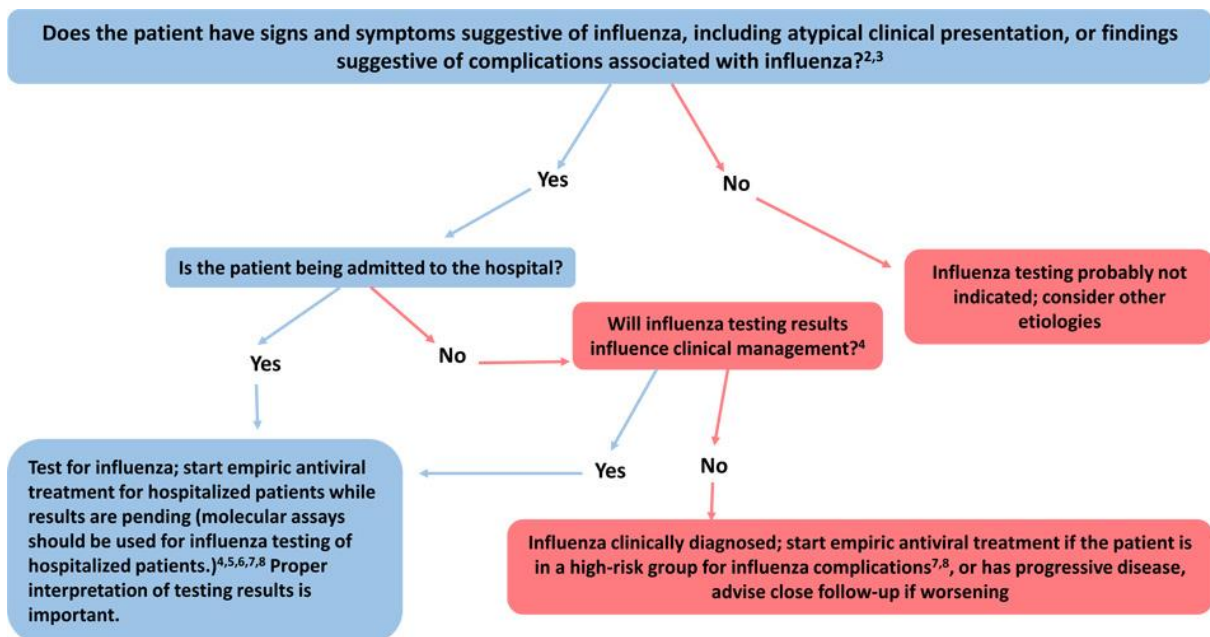 Does the patient have signs and symptoms suggestive of influenza, including atypical clinical presentation, or findings
suggestive of complications associated with influenza?2,3
Yes
No
Is the patient being admitted to the hospital?
Influenza testing probably not
indicated; consider other
etiologies
Will influenza testing results
influence clinical management?4
Yes
No
Test for influenza; start empiric antiviral
treatment for hospitalized patients while
results are pending (molecular assays
should be used for influenza testing of
hospitalized patients.)4,5,6,7,8 Proper
interpretation of testing results is
important.
Yes
No
Influenza clinically diagnosed; start empiric antiviral treatment if the patient is
in a high-risk group for influenza complications7,8, or has progressive disease,
advise close follow-up if worsening